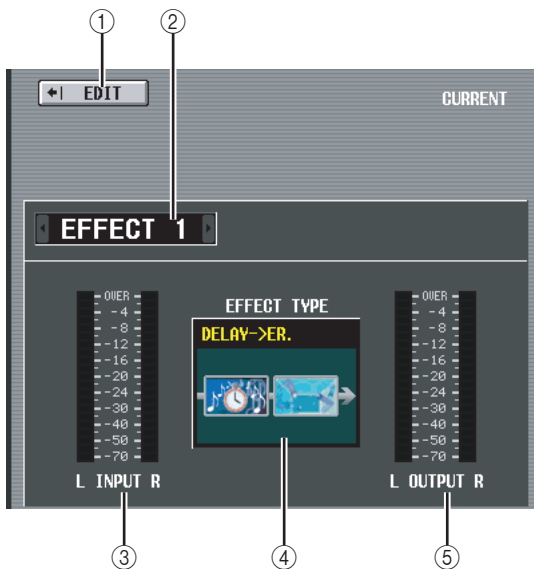 ① ②
EDIT
CURRENT
EFFECT 1
EFFECT TYPE
DELAY->ER.
OVER
-4
-8
-12
-16
-20
-24
-30
-40
-50
-70
L INPUT R
OVER
-4
-8
-12
-16
-20
-24
-30
-40
-50
-70
L OUTPUT R
③ ④ ⑤